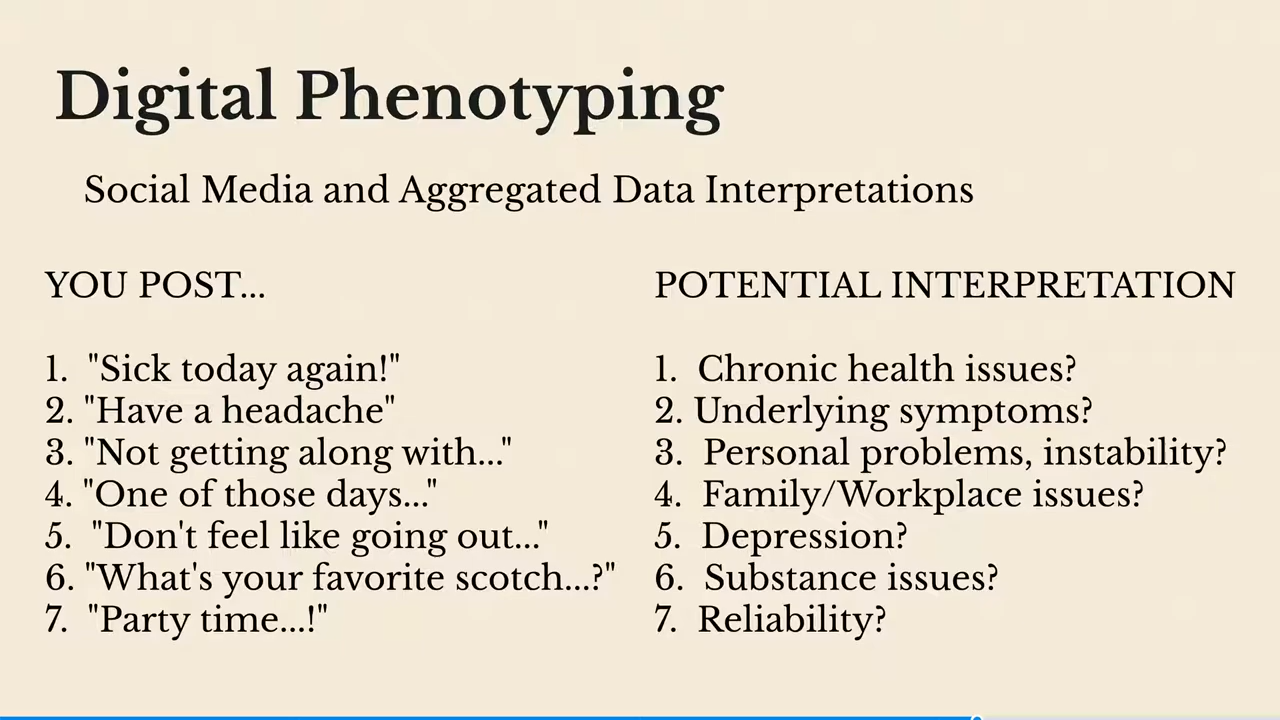 Digital Phenotyping
Social Media and Aggregated Data Interpretations
YOU POST...
1. "Sick today again!"
2. "Have a headache"
3. "Not getting along with..."
4. "One of those days..."
5. "Don't feel like going out..."
6. "What's your favorite scotch...?"
7. "Party time...!"
POTENTIAL INTERPRETATION
1. Chronic health issues?
2. Underlying symptoms?
3. Personal problems, instability?
4. Family/Workplace issues?
5. Depression?
6. Substance issues?
7. Reliability?